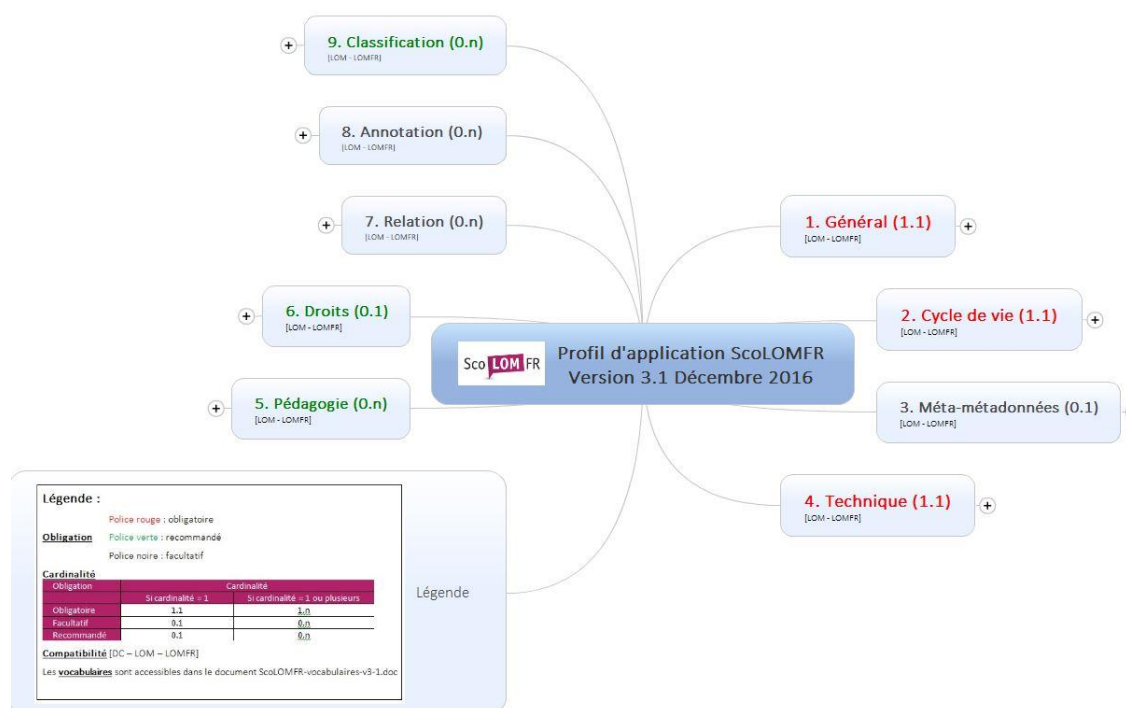 9. Classification (0.n)
[LOM - LOMFR]
8. Annotation (0.n)
[LOM - LOMFR]
7. Relation (0.n)
[LOM - LOMFR]
6. Droits (0.1)
[LOM - LOMFR]
5. Pédagogie (0.n)
[LOM - LOMFR]
Sco LOM FR
Profil d'application ScoLOMFR
Version 3.1 Décembre 2016
1. Général (1.1)
[LOM - LOMFR]
2. Cycle de vie (1.1)
[LOM - LOMFR]
3. Méta-métadonnées (0.1)
[LOM - LOMFR]
4. Technique (1.1)
[LOM - LOMFR]
Légende :
Police rouge : obligatoire
Obligation Police verte : recommandé
Police noire : facultatif
Cardinalité
Obligation Cardinalité
Si cardinalité = 1 Si cardinalité = 1 ou plusieurs
Obligatoire 1.1 1.n
Facultatif 0.1 0.n
Recommandé 0.1 0.n
Compatibilité [DC – LOM – LOMFR]
Les vocabulaires sont accessibles dans le document ScoLOMFR-vocabulaires-v3-1.doc
Légende